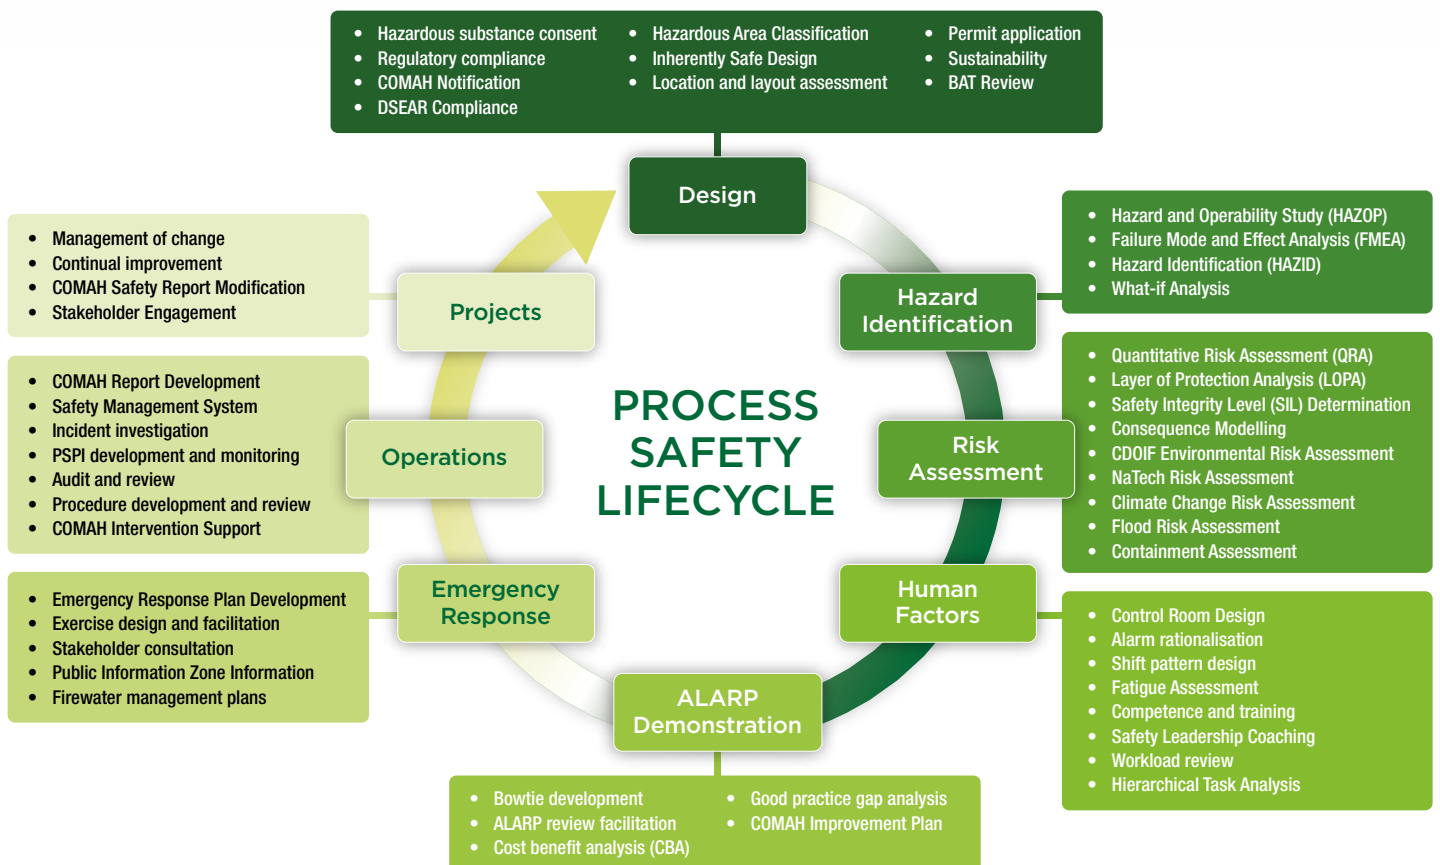 Hazardous substance consent
Regulatory compliance
COMAH Notification
DSEAR Compliance
Hazardous Area Classification
Inherently Safe Design
Location and layout assessment
Permit application
Sustainability
BAT Review
Design
Hazard and Operability Study (HAZOP)
Failure Mode and Effect Analysis (FMEA)
Hazard Identification (HAZID)
What-if Analysis
Hazard
Identification
Quantitative Risk Assessment (QRA)
Layer of Protection Analysis (LOPA)
Safety Integrity Level (SIL) Determination
Consequence Modelling
CDOIF Environmental Risk Assessment
NaTech Risk Assessment
Climate Change Risk Assessment
Flood Risk Assessment
Containment Assessment
Risk
Assessment
Control Room Design
Alarm rationalisation
Shift pattern design
Fatigue Assessment
Competence and training
Safety Leadership Coaching
Workload review
Hierarchical Task Analysis
Human
Factors
ALARP
Demonstration
Bowtie development
ALARP review facilitation
Cost benefit analysis (CBA)
Good practice gap analysis
COMAH Improvement Plan
Emergency
Response
Emergency Response Plan Development
Exercise design and facilitation
Stakeholder consultation
Public Information Zone Information
Firewater management plans
Operations
COMAH Report Development
Safety Management System
Incident investigation
PSPI development and monitoring
Audit and review
Procedure development and review
COMAH Intervention Support
Projects
Management of change
Continual improvement
COMAH Safety Report Modification
Stakeholder Engagement
PROCESS
SAFETY
LIFECYCLE